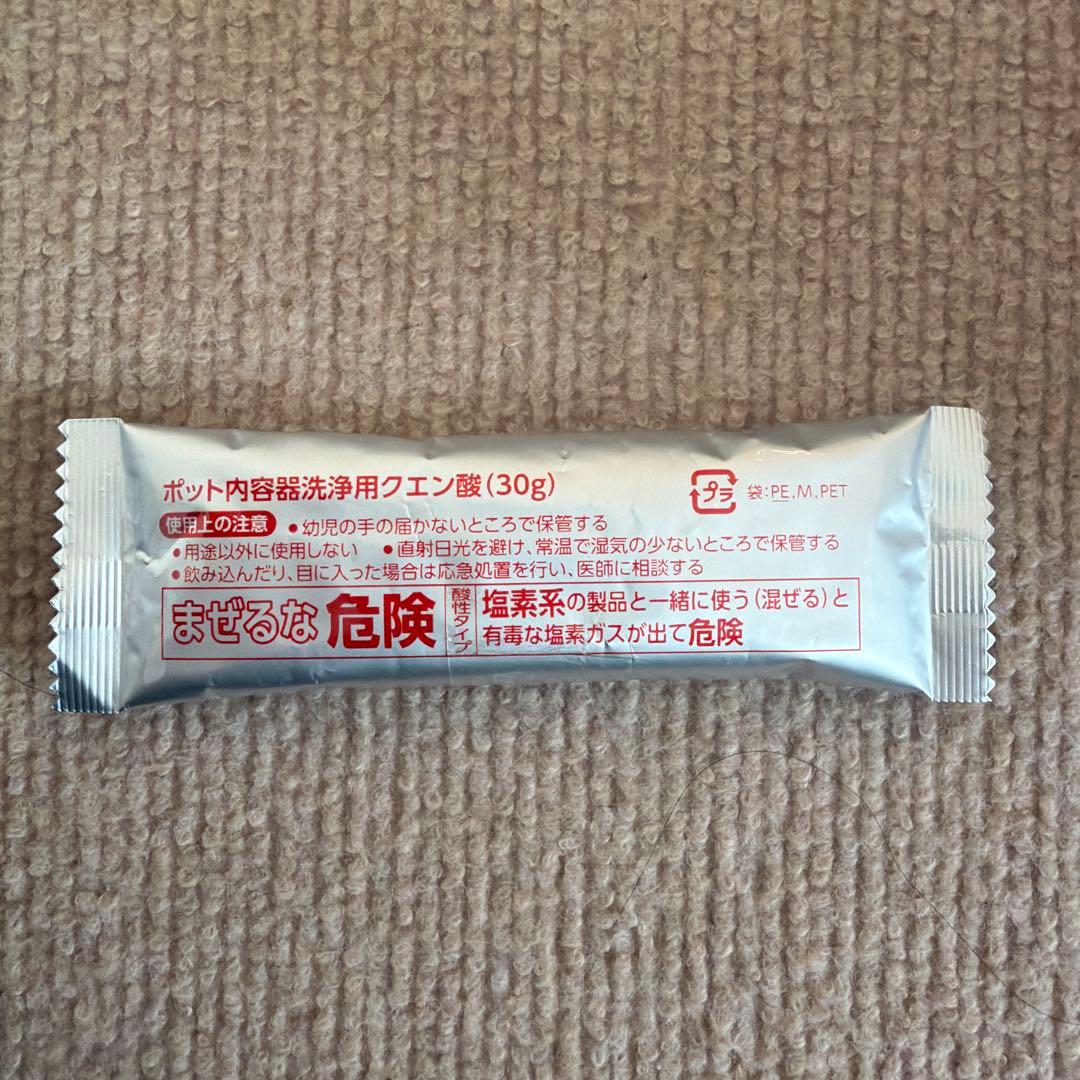 ポット内容器洗浄用クエン酸(30g)
プラ 袋:PE,M,PET
使用上の注意 ●幼児の手の届かないところで保管する
●用途以外に使用しない ●直射日光を避け、常温で湿気の少ないところで保管する
●飲み込んだり、目に入った場合は応急処置を行い、医師に相談する
まぜるな 危険
酸性タイプ
塩素系の製品と一緒に使う(混ぜる)と
有毒な塩素ガスが出て危険